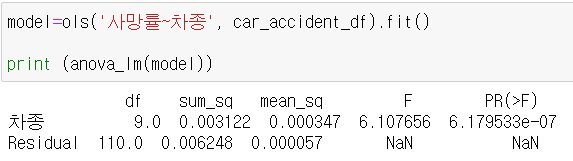 model=ols('사망률~차종', car_accident_df).fit()
print (anova_lm(model))
df sum_sq mean_sq F PR(>F)
차종 9.0 0.003122 0.000347 6.107656 6.179533e-07
Residual 110.0 0.006248 0.000057 NaN NaN